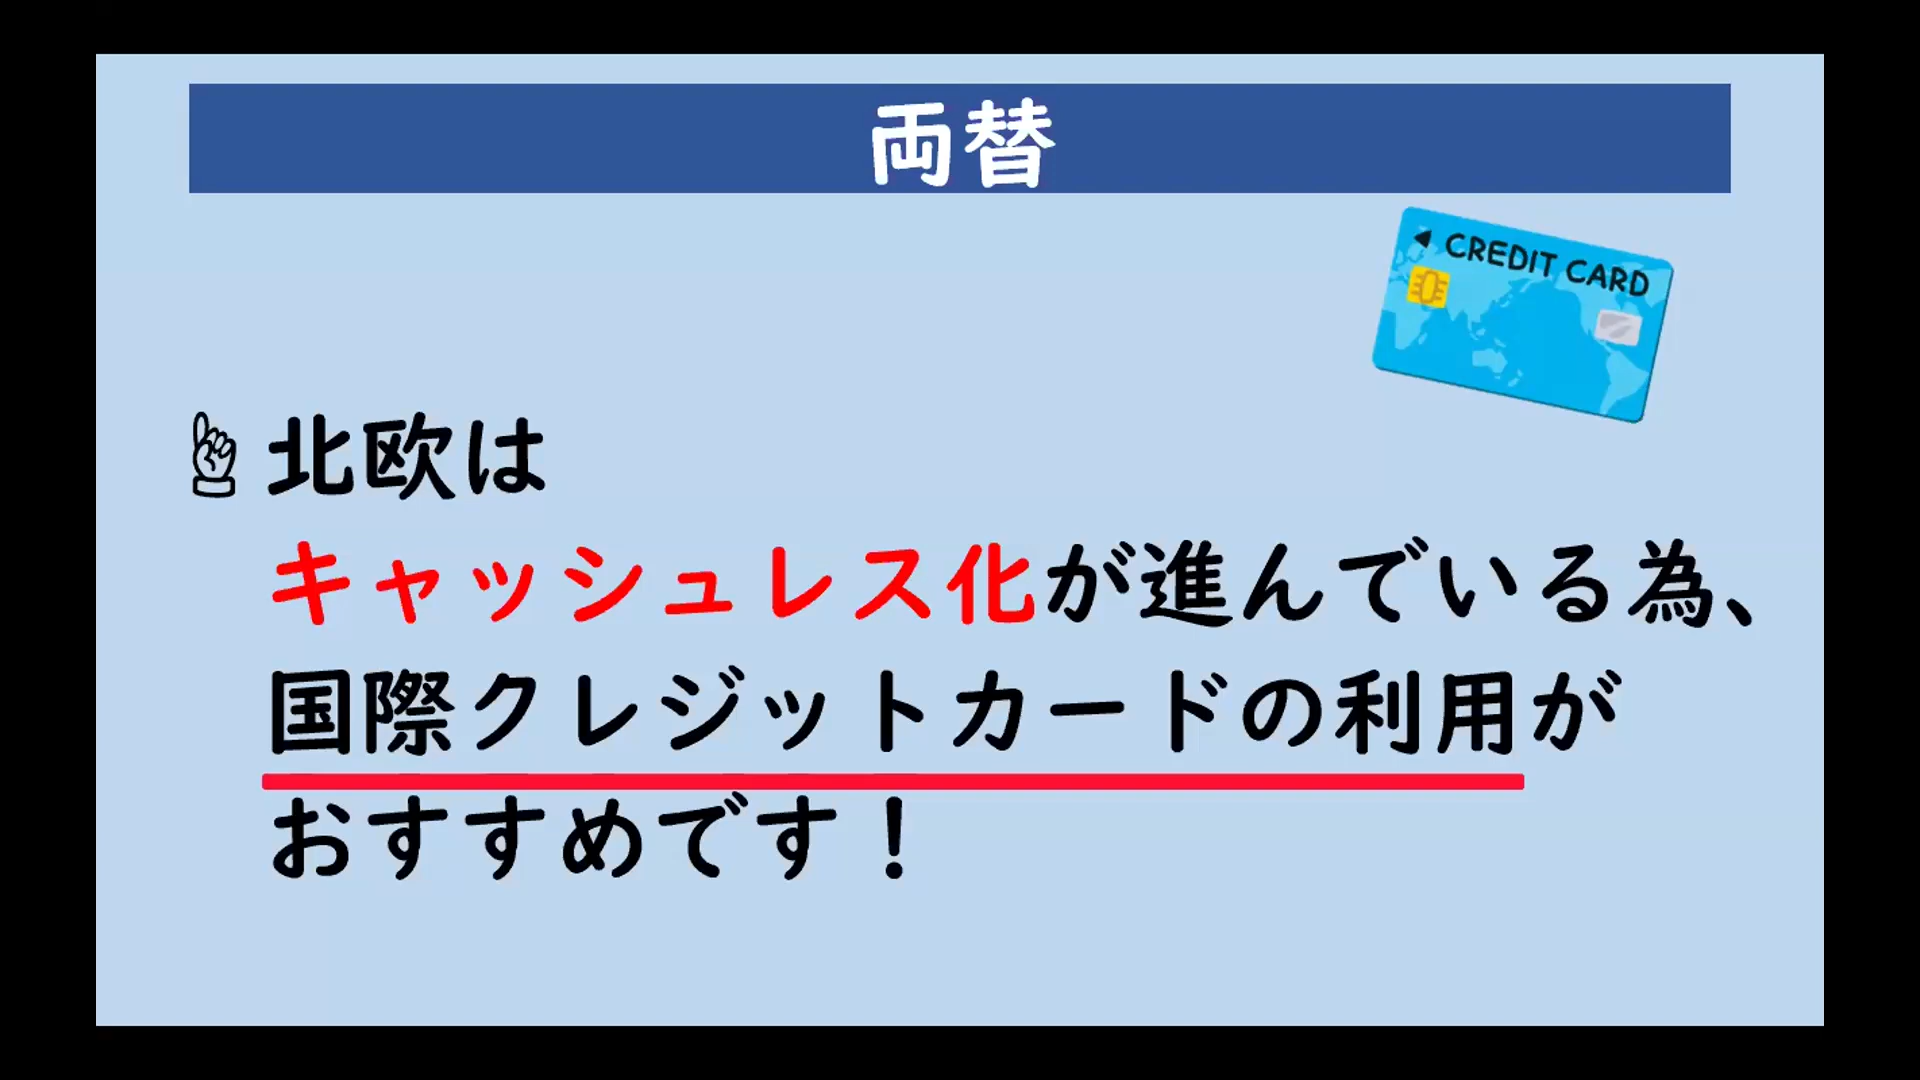 両替
CREDIT CARD
☝北欧は
キャッシュレス化が進んでいる為、
国際クレジットカードの利用が
おすすめです！